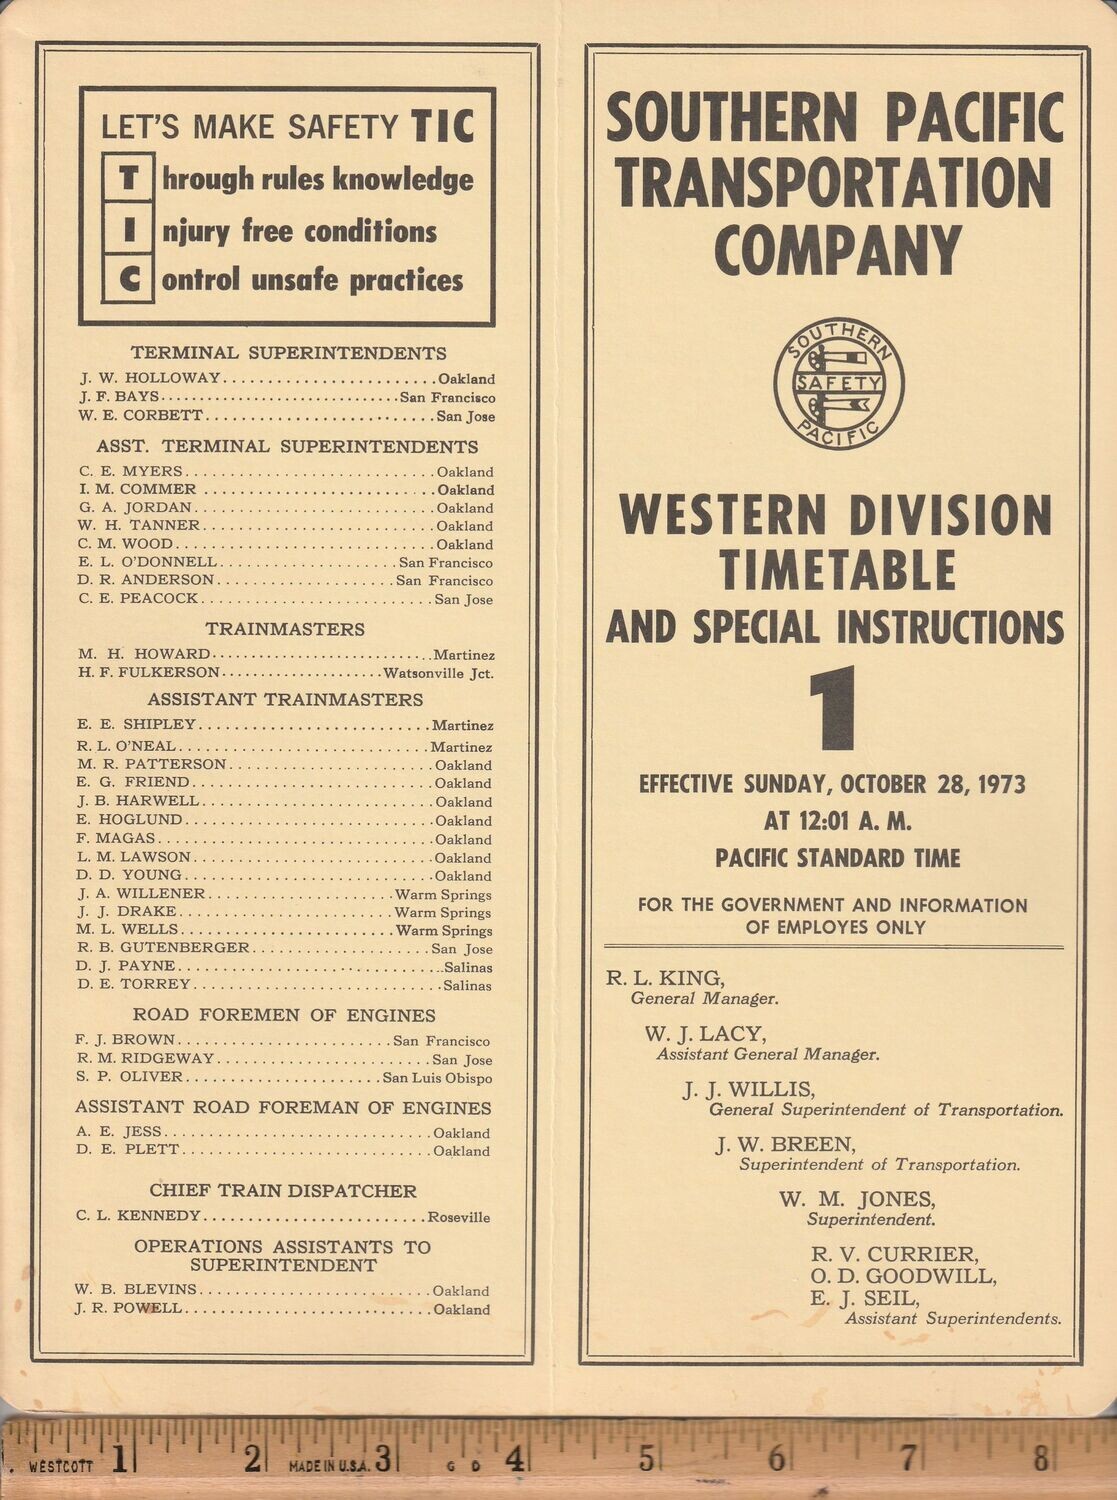 LET'S MAKE SAFETY TIC
Through rules knowledge
Injury free conditions
Control unsafe practices
TERMINAL SUPERINTENDENTS
J. W. HOLLOWAY........................Oakland
J. F. BAYS..............................San Francisco
W. E. CORBETT..........................San Jose
ASST. TERMINAL SUPERINTENDENTS
C. E. MYERS............................Oakland
I. M. COMMER ..........................Oakland
G. A. JORDAN...........................Oakland
W. H. TANNER..........................Oakland
C. M. WOOD.............................Oakland
E. L. O'DONNELL....................San Francisco
D. R. ANDERSON....................San Francisco
C. E. PEACOCK..........................San Jose
TRAINMASTERS
M. H. HOWARD.........................Martinez
H. F. FULKERSON.....................Watsonville Jct.
ASSISTANT TRAINMASTERS
E. E. SHIPLEY..........................Martinez
R. L. O'NEAL............................Martinez
M. R. PATTERSON.......................Oakland
E. G. FRIEND...........................Oakland
J. B. HARWELL..........................Oakland
E. HOGLUND............................Oakland
F. MAGAS...............................Oakland
L. M. LAWSON...........................Oakland
D. D. YOUNG............................Oakland
J. A. WILLENER.....................Warm Springs
J. J. DRAKE........................Warm Springs
M. L. WELLS........................Warm Springs
R. B. GUTENBERGER....................San Jose
D. J. PAYNE..............................Salinas
D. E. TORREY............................Salinas
ROAD FOREMEN OF ENGINES
F. J. BROWN........................San Francisco
R. M. RIDGEWAY........................San Jose
S. P. OLIVER......................San Luis Obispo
ASSISTANT ROAD FOREMAN OF ENGINES
A. E. JESS..............................Oakland
D. E. PLETT............................Oakland
CHIEF TRAIN DISPATCHER
C. L. KENNEDY.........................Roseville
OPERATIONS ASSISTANTS TO
SUPERINTENDENT
W. B. BLEVINS..........................Oakland
J. R. POWELL............................Oakland
SOUTHERN PACIFIC
TRANSPORTATION
COMPANY
SOUTHERN
SAFETY
PACIFIC
WESTERN DIVISION
TIMETABLE
AND SPECIAL INSTRUCTIONS
1
EFFECTIVE SUNDAY, OCTOBER 28, 1973
AT 12:01 A. M.
PACIFIC STANDARD TIME
FOR THE GOVERNMENT AND INFORMATION
OF EMPLOYES ONLY
R. L. KING,
General Manager.
W. J. LACY,
Assistant General Manager.
J. J. WILLIS,
General Superintendent of Transportation.
J. W. BREEN,
Superintendent of Transportation.
W. M. JONES,
Superintendent.
R. V. CURRIER,
O. D. GOODWILL,
E. J. SEIL,
Assistant Superintendents.
WESTCOTT 1 2 MADE IN U.S.A. 3 G D 4 5 6 7 8